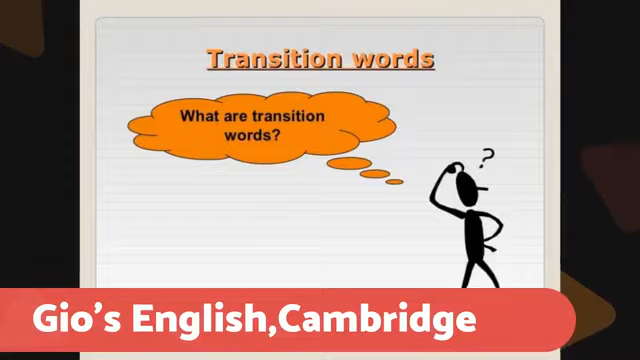 Transition words
What are transition
words?
?
Gio's English,Cambridge